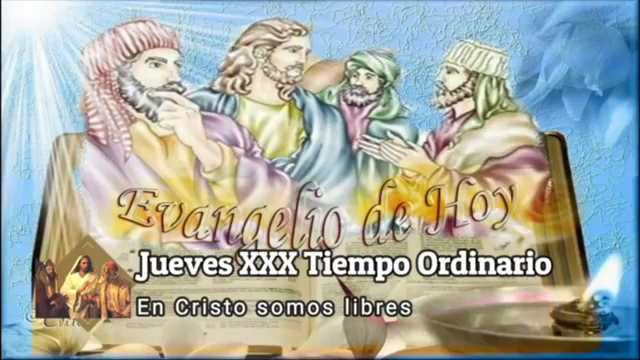 Evangelio de Hoy
Jueves XXX Tiempo Ordinario
En Cristo somos libres